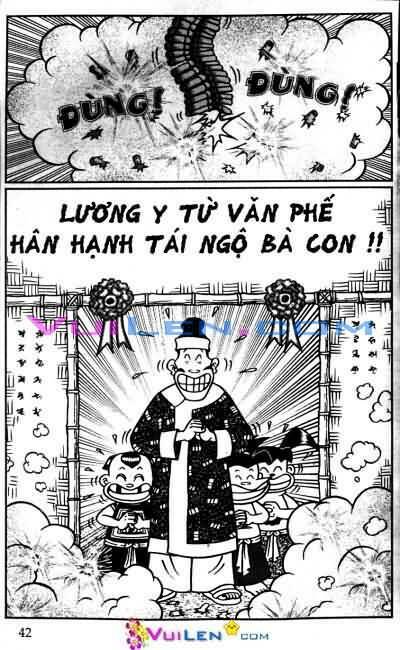 ĐÙNG!
ĐÙNG!
LƯƠNG Y TỪ VĂN PHẾ
HÂN HẠNH TÁI NGỘ BÀ CON !!
VUILEN.COM
42
VUILEN.COM